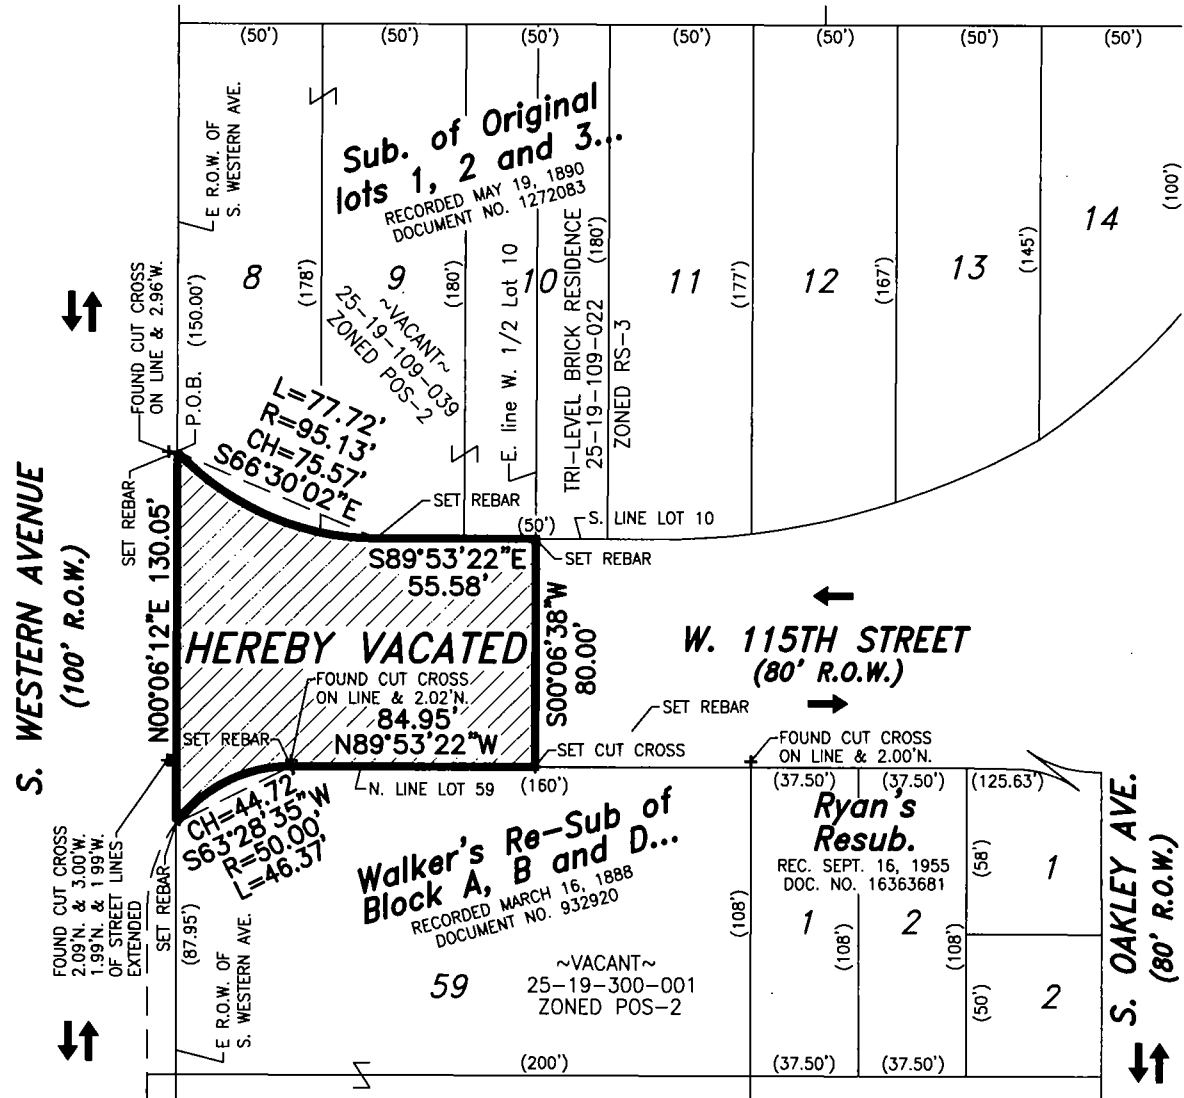 (50')
(50')
(50')
(50')
(50')
(50')
(50')
E R.O.W. OF
S. WESTERN AVE.
Sub. of Original
lots 1, 2 and 3...
RECORDED MAY 19, 1890
DOCUMENT NO. 1272083
8
(178')
9
(180')
10
(180')
11
(177')
12
(167')
13
(145')
14
(100')
~VACANT~
25-19-109-039
ZONED POS-2
E. line W. 1/2 Lot 10
TRI-LEVEL BRICK RESIDENCE
25-19-109-022
ZONED RS-3
FOUND CUT CROSS
ON LINE & 2.96'W.
P.O.B.
(150.00')
L=77.72'
R=95.13'
CH=75.57'
S66°30'02"E
SET REBAR
SET REBAR
(50')
S. LINE LOT 10
SET REBAR
S. WESTERN AVENUE
(100' R.O.W.)
N00°06'12"E 130.05'
S89°53'22"E
55.58'
HEREBY VACATED
S00°06'38"W
80.00'
W. 115TH STREET
(80' R.O.W.)
FOUND CUT CROSS
ON LINE & 2.02'N.
84.95'
N89°53'22"W
SET REBAR
SET REBAR
SET CUT CROSS
FOUND CUT CROSS
ON LINE & 2.00'N.
N. LINE LOT 59
(160')
(37.50')
(37.50')
(125.63')
CH=44.72'
S63°28'35"W
R=50.00'
L=46.37'
Walker's Re-Sub of
Block A, B and D...
RECORDED MARCH 16, 1888
DOCUMENT NO. 932920
Ryan's
Resub.
REC. SEPT. 16, 1955
DOC. NO. 16363681
FOUND CUT CROSS
2.09'N. & 3.00'W.
1.99'N. & 1.99'W.
OF STREET LINES
EXTENDED
SET REBAR
(87.95')
E R.O.W. OF
S. WESTERN AVE.
59
~VACANT~
25-19-300-001
ZONED POS-2
(108')
1
(108')
2
(108')
(58')
1
(50')
2
S. OAKLEY AVE.
(80' R.O.W.)
(200')
(37.50')
(37.50')